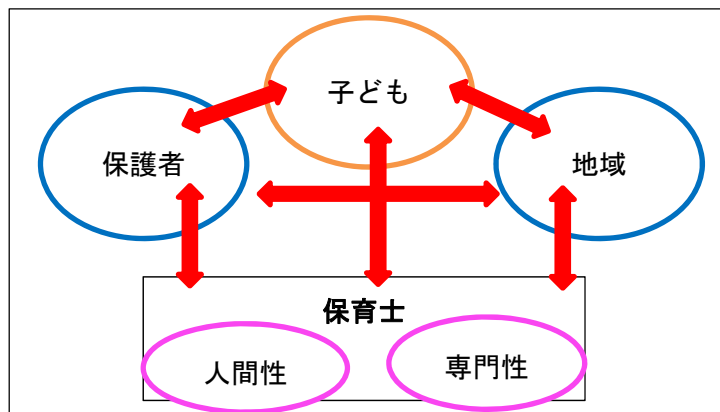 子ども
保護者
地域
保育士
人間性
専門性